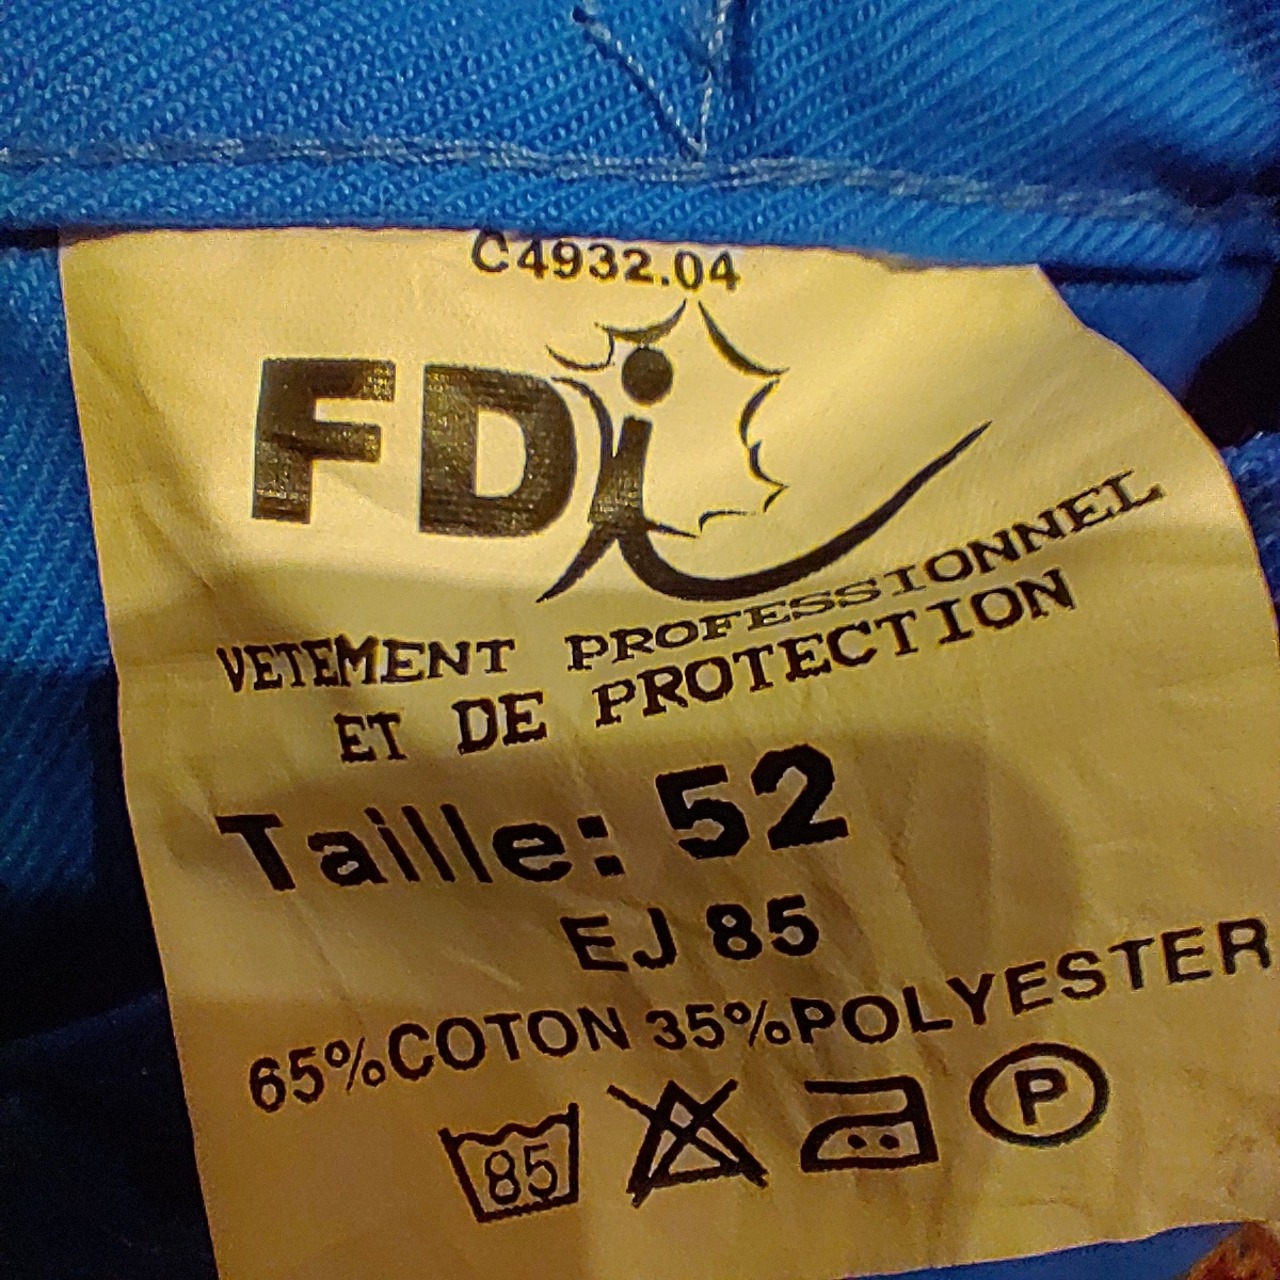 C4932.04
FDi
VETEMENT PROFESSIONNEL
ET DE PROTECTION
Taille: 52
EJ 85
65%COTON 35%POLYESTER
85
P